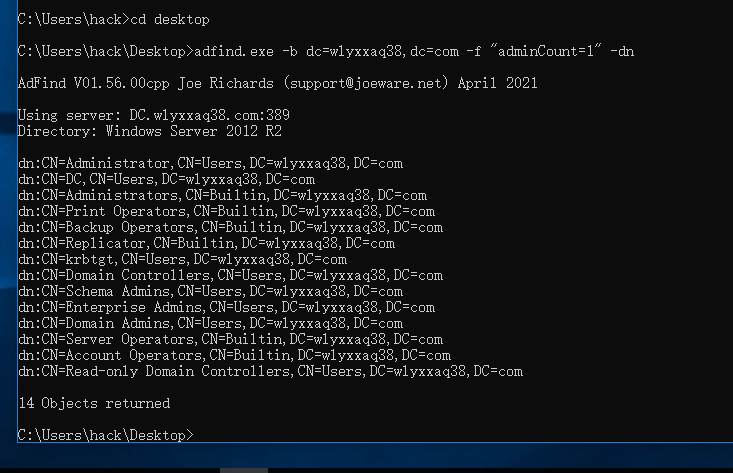 C:\Users\hack>cd desktop
C:\Users\hack\Desktop>adfind.exe -b dc=wlyxxaq38,dc=com -f "adminCount=1" -dn
AdFind V01.56.00cpp Joe Richards (support@joeware.net) April 2021
Using server: DC.wlyxxaq38.com:389
Directory: Windows Server 2012 R2
dn:CN=Administrator,CN=Users,DC=wlyxxaq38,DC=com
dn:CN=DC,CN=Users,DC=wlyxxaq38,DC=com
dn:CN=Administrators,CN=Builtin,DC=wlyxxaq38,DC=com
dn:CN=Print Operators,CN=Builtin,DC=wlyxxaq38,DC=com
dn:CN=Backup Operators,CN=Builtin,DC=wlyxxaq38,DC=com
dn:CN=Replicator,CN=Builtin,DC=wlyxxaq38,DC=com
dn:CN=krbtgt,CN=Users,DC=wlyxxaq38,DC=com
dn:CN=Domain Controllers,CN=Users,DC=wlyxxaq38,DC=com
dn:CN=Schema Admins,CN=Users,DC=wlyxxaq38,DC=com
dn:CN=Enterprise Admins,CN=Users,DC=wlyxxaq38,DC=com
dn:CN=Domain Admins,CN=Users,DC=wlyxxaq38,DC=com
dn:CN=Server Operators,CN=Builtin,DC=wlyxxaq38,DC=com
dn:CN=Account Operators,CN=Builtin,DC=wlyxxaq38,DC=com
dn:CN=Read-only Domain Controllers,CN=Users,DC=wlyxxaq38,DC=com
14 Objects returned
C:\Users\hack\Desktop>